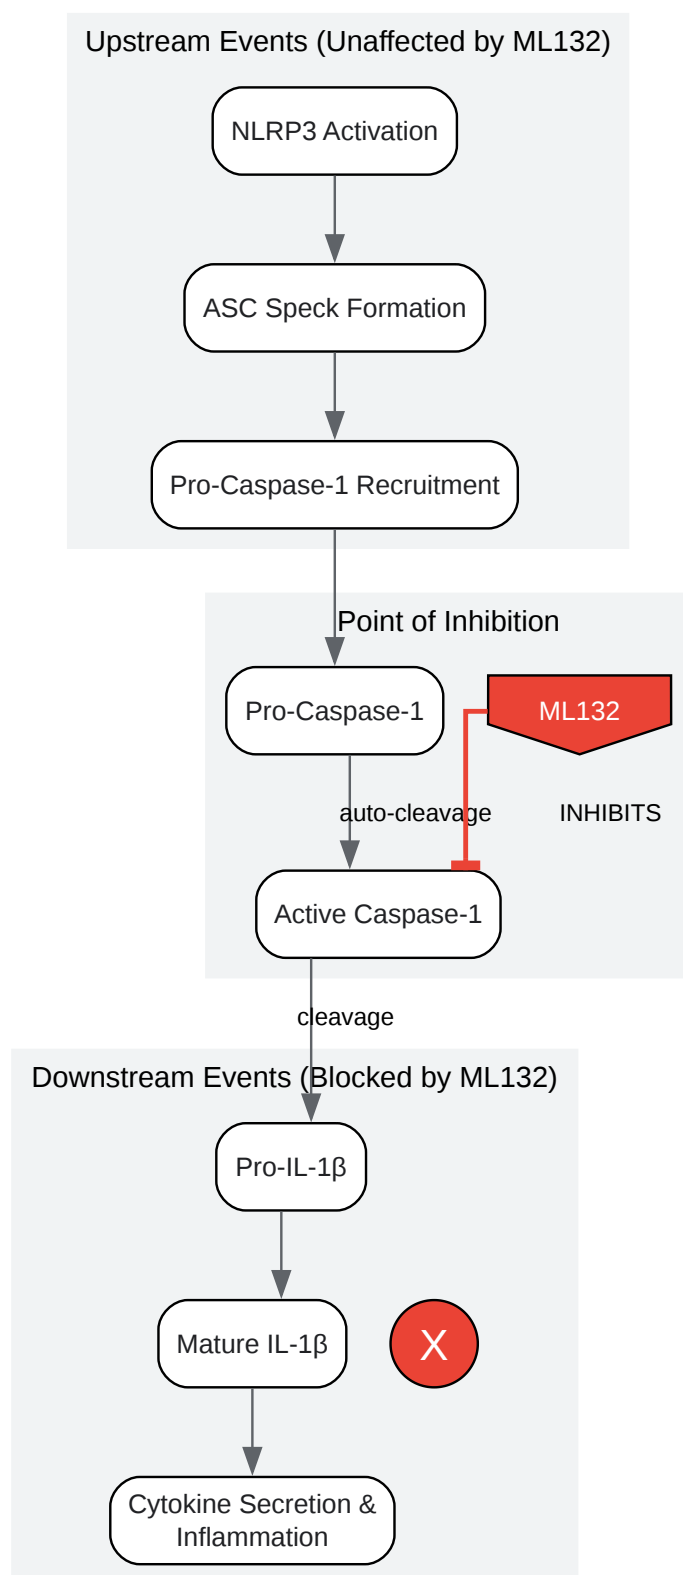 Upstream Events (Unaffected by ML132)
NLRP3 Activation
ASC Speck Formation
Pro-Caspase-1 Recruitment
Point of Inhibition
Pro-Caspase-1
ML132
auto-cleavage
INHIBITS
Active Caspase-1
cleavage
Downstream Events (Blocked by ML132)
Pro-IL-1β
Mature IL-1β
X
Cytokine Secretion &
Inflammation